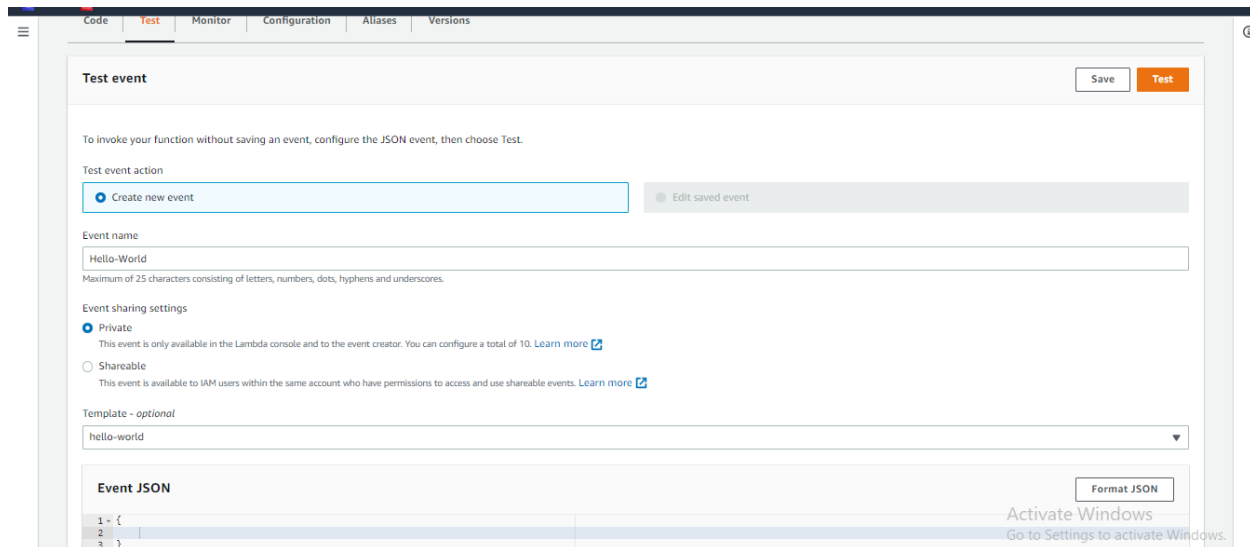 Code Test Monitor Configuration Aliases Versions
Test event Save Test
To invoke your function without saving an event, configure the JSON event, then choose Test.
Test event action
Create new event Edit saved event
Event name
Hello-World
Maximum of 25 characters consisting of letters, numbers, dots, hyphens and underscores.
Event sharing settings
Private
This event is only available in the Lambda console and to the event creator. You can configure a total of 10. Learn more
Shareable
This event is available to IAM users within the same account who have permissions to access and use shareable events. Learn more
Template - optional
hello-world
Event JSON Format JSON
1 {
2
3 }
Activate Windows
Go to Settings to activate Windows.